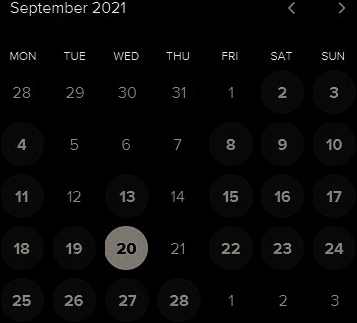 September 2021
MON TUE WED THU FRI SAT SUN
28 29 30 31 1 2 3
4 5 6 7 8 9 10
11 12 13 14 15 16 17
18 19 20 21 22 23 24
25 26 27 28 1 2 3